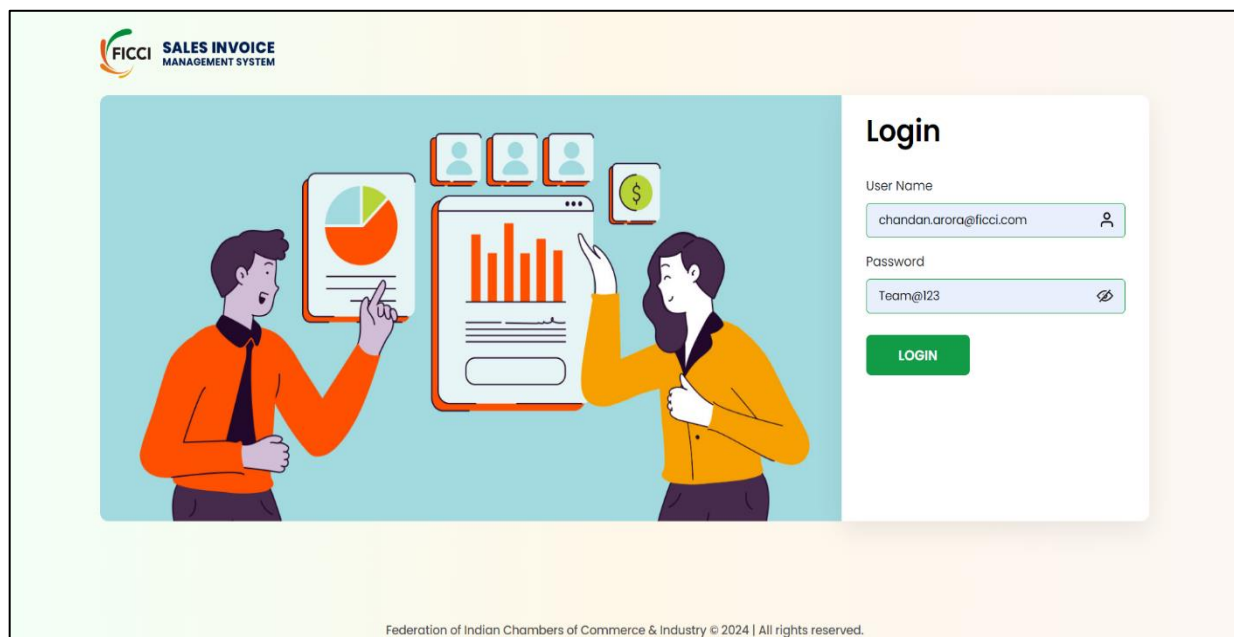 FICCI
SALES INVOICE
MANAGEMENT SYSTEM
Login
User Name
chandan.arora@ficci.com
Password
Team@123
LOGIN
$
Federation of Indian Chambers of Commerce & Industry © 2024 | All rights reserved.